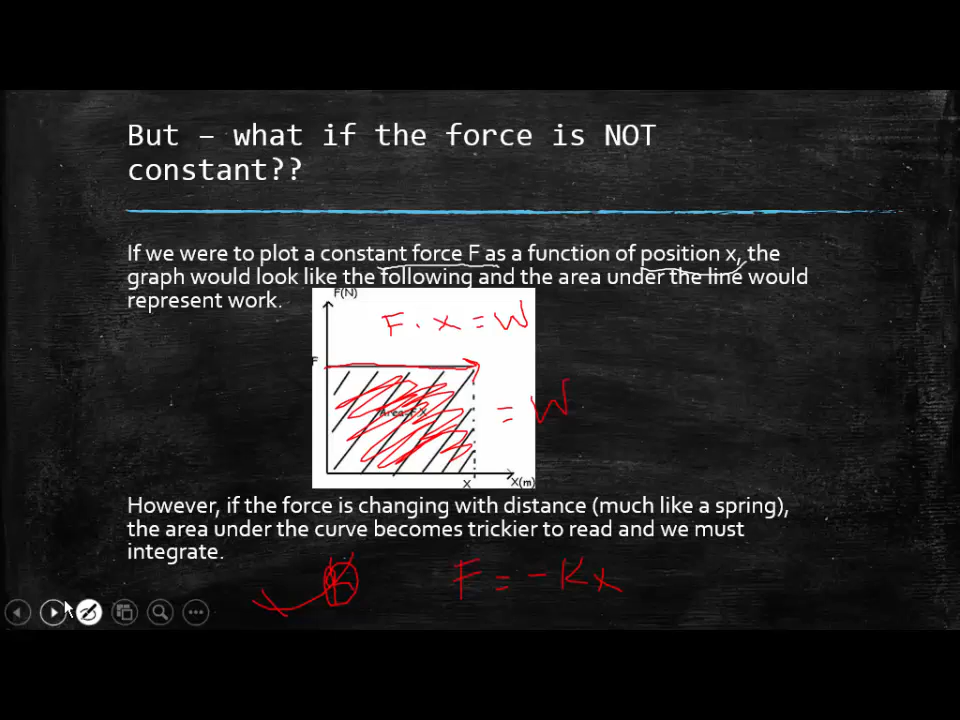 But – what if the force is NOT
constant??
If we were to plot a constant force F as a function of position x, the
graph would look like the following and the area under the line would
represent work.
F(N)
F · x = W
F
Area=F.X
= W
X
X(m)
However, if the force is changing with distance (much like a spring),
the area under the curve becomes trickier to read and we must
integrate.
F = -Kx